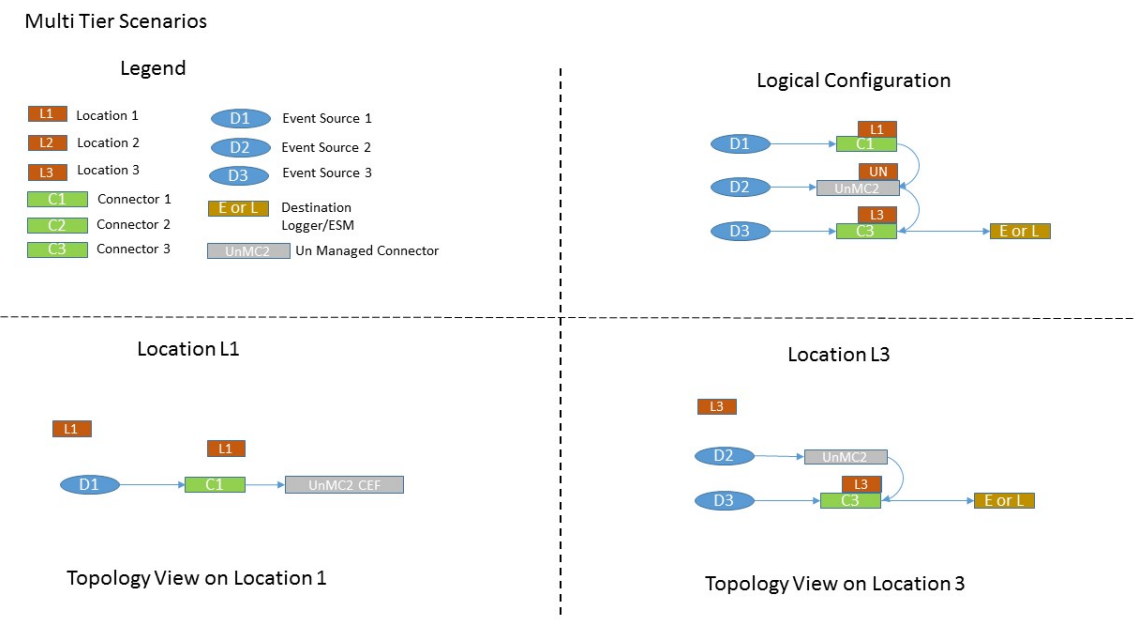 Multi Tier Scenarios
Legend
L1 Location 1
L2 Location 2
L3 Location 3
C1 Connector 1
C2 Connector 2
C3 Connector 3
D1 Event Source 1
D2 Event Source 2
D3 Event Source 3
E or L Destination
Logger/ESM
UnMC2 Un Managed Connector
Logical Configuration
L1
D1 C1
UN
D2 UnMC2
L3
D3 C3 E or L
Location L1
L1
L1
D1 C1 UnMC2 CEF
Topology View on Location 1
Location L3
L3
D2 UnMC2
L3
D3 C3 E or L
Topology View on Location 3